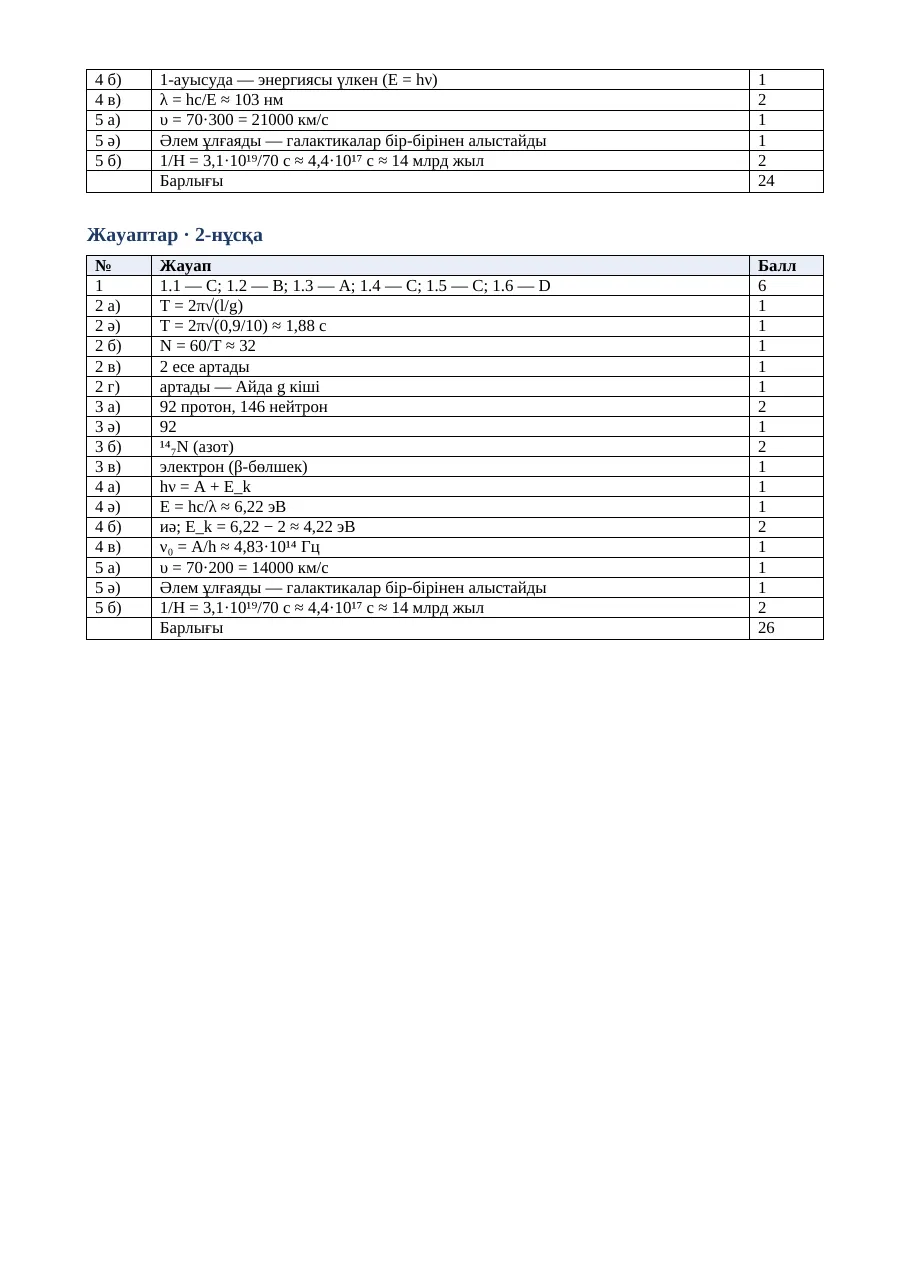 4 б) 1-ауысуда — энергиясы үлкен (E = hν) 1
4 в) λ = hc/E ≈ 103 нм 2
5 а) υ = 70·300 = 21000 км/с 1
5 ә) Әлем ұлғаяды — галактикалар бір-бірінен алыстайды 1
5 б) 1/H = 3,1·10¹⁹/70 с ≈ 4,4·10¹⁷ с ≈ 14 млрд жыл 2
Барлығы 24
Жауаптар · 2-нұсқа
№ Жауап Балл
1 1.1 — C; 1.2 — B; 1.3 — A; 1.4 — C; 1.5 — C; 1.6 — D 6
2 а) T = 2π√(l/g) 1
2 ә) T = 2π√(0,9/10) ≈ 1,88 с 1
2 б) N = 60/T ≈ 32 1
2 в) 2 есе артады 1
2 г) артады — Айда g кіші 1
3 а) 92 протон, 146 нейтрон 2
3 ә) 92 1
3 б) ¹⁴₇N (азот) 2
3 в) электрон (β-бөлшек) 1
4 а) hν = A + E_k 1
4 ә) E = hc/λ ≈ 6,22 эВ 1
4 б) иә; E_k = 6,22 − 2 ≈ 4,22 эВ 2
4 в) ν₀ = A/h ≈ 4,83·10¹⁴ Гц 1
5 а) υ = 70·200 = 14000 км/с 1
5 ә) Әлем ұлғаяды — галактикалар бір-бірінен алыстайды 1
5 б) 1/H = 3,1·10¹⁹/70 с ≈ 4,4·10¹⁷ с ≈ 14 млрд жыл 2
Барлығы 26